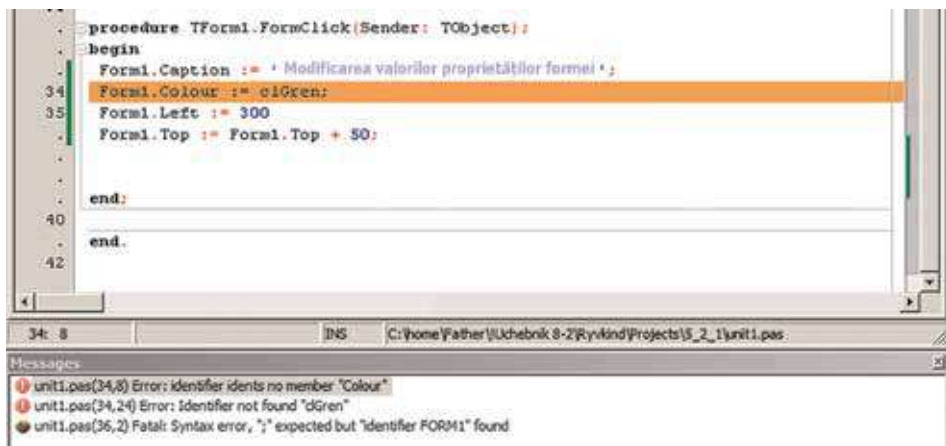 procedure TForm1.FormClick(Sender: TObject);
begin
Form1.Caption := ' Modificarea valorilor proprietăţilor formei ';
34 Form1.Colour := clGren;
35 Form1.Left := 300
Form1.Top := Form1.Top + 50;
end;
40
end.
42
34: 8 INS C:\home\Father\Uchebnik 8-2\Ryvkind\Projects\5_2_1\unit1.pas
Messages
unit1.pas(34,8) Error: identifier idents no member "Colour"
unit1.pas(34,24) Error: Identifier not found "clGren"
unit1.pas(36,2) Fatal: Syntax error, ";" expected but "identifier FORM1" found